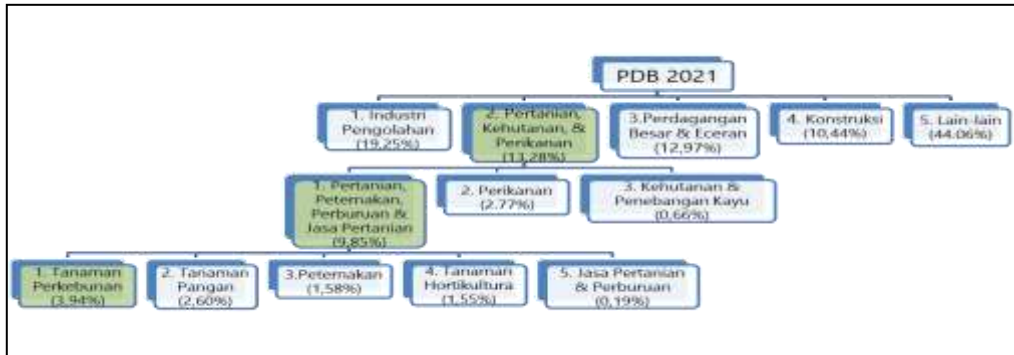 PDB 2021
1. Industri
Pengolahan
(19,25%)
2. Pertanian,
Kehutanan, &
Perikanan
(13,28%)
3.Perdagangan
Besar & Eceran
(12,97%)
4. Konstruksi
(10,44%)
5. Lain-lain
(44.06%)
1. Pertanian,
Peternakan,
Perburuan &
Jasa Pertanian
(9,85%)
2. Perikanan
(2.77%)
3. Kehutanan &
Penebangan Kayu
(0,66%)
1. Tanaman
Perkebunan
(3,94%)
2. Tanaman
Pangan
(2,60%)
3.Peternakan
(1,58%)
4. Tanaman
Hortikultura
(1,55%)
5. Jasa Pertanian
& Perburuan
(0,19%)